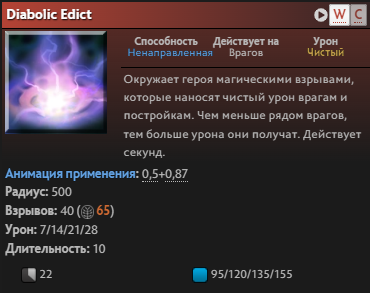 Diabolic Edict W C
Способность Действует на Урон
Ненаправленная Врагов Чистый
Окружает героя магическими взрывами,
которые наносят чистый урон врагам и
постройкам. Чем меньше рядом врагов,
тем больше урона они получат. Действует
секунд.
Анимация применения: 0,5+0,87
Радиус: 500
Взрывов: 40 (65)
Урон: 7/14/21/28
Длительность: 10
22 95/120/135/155